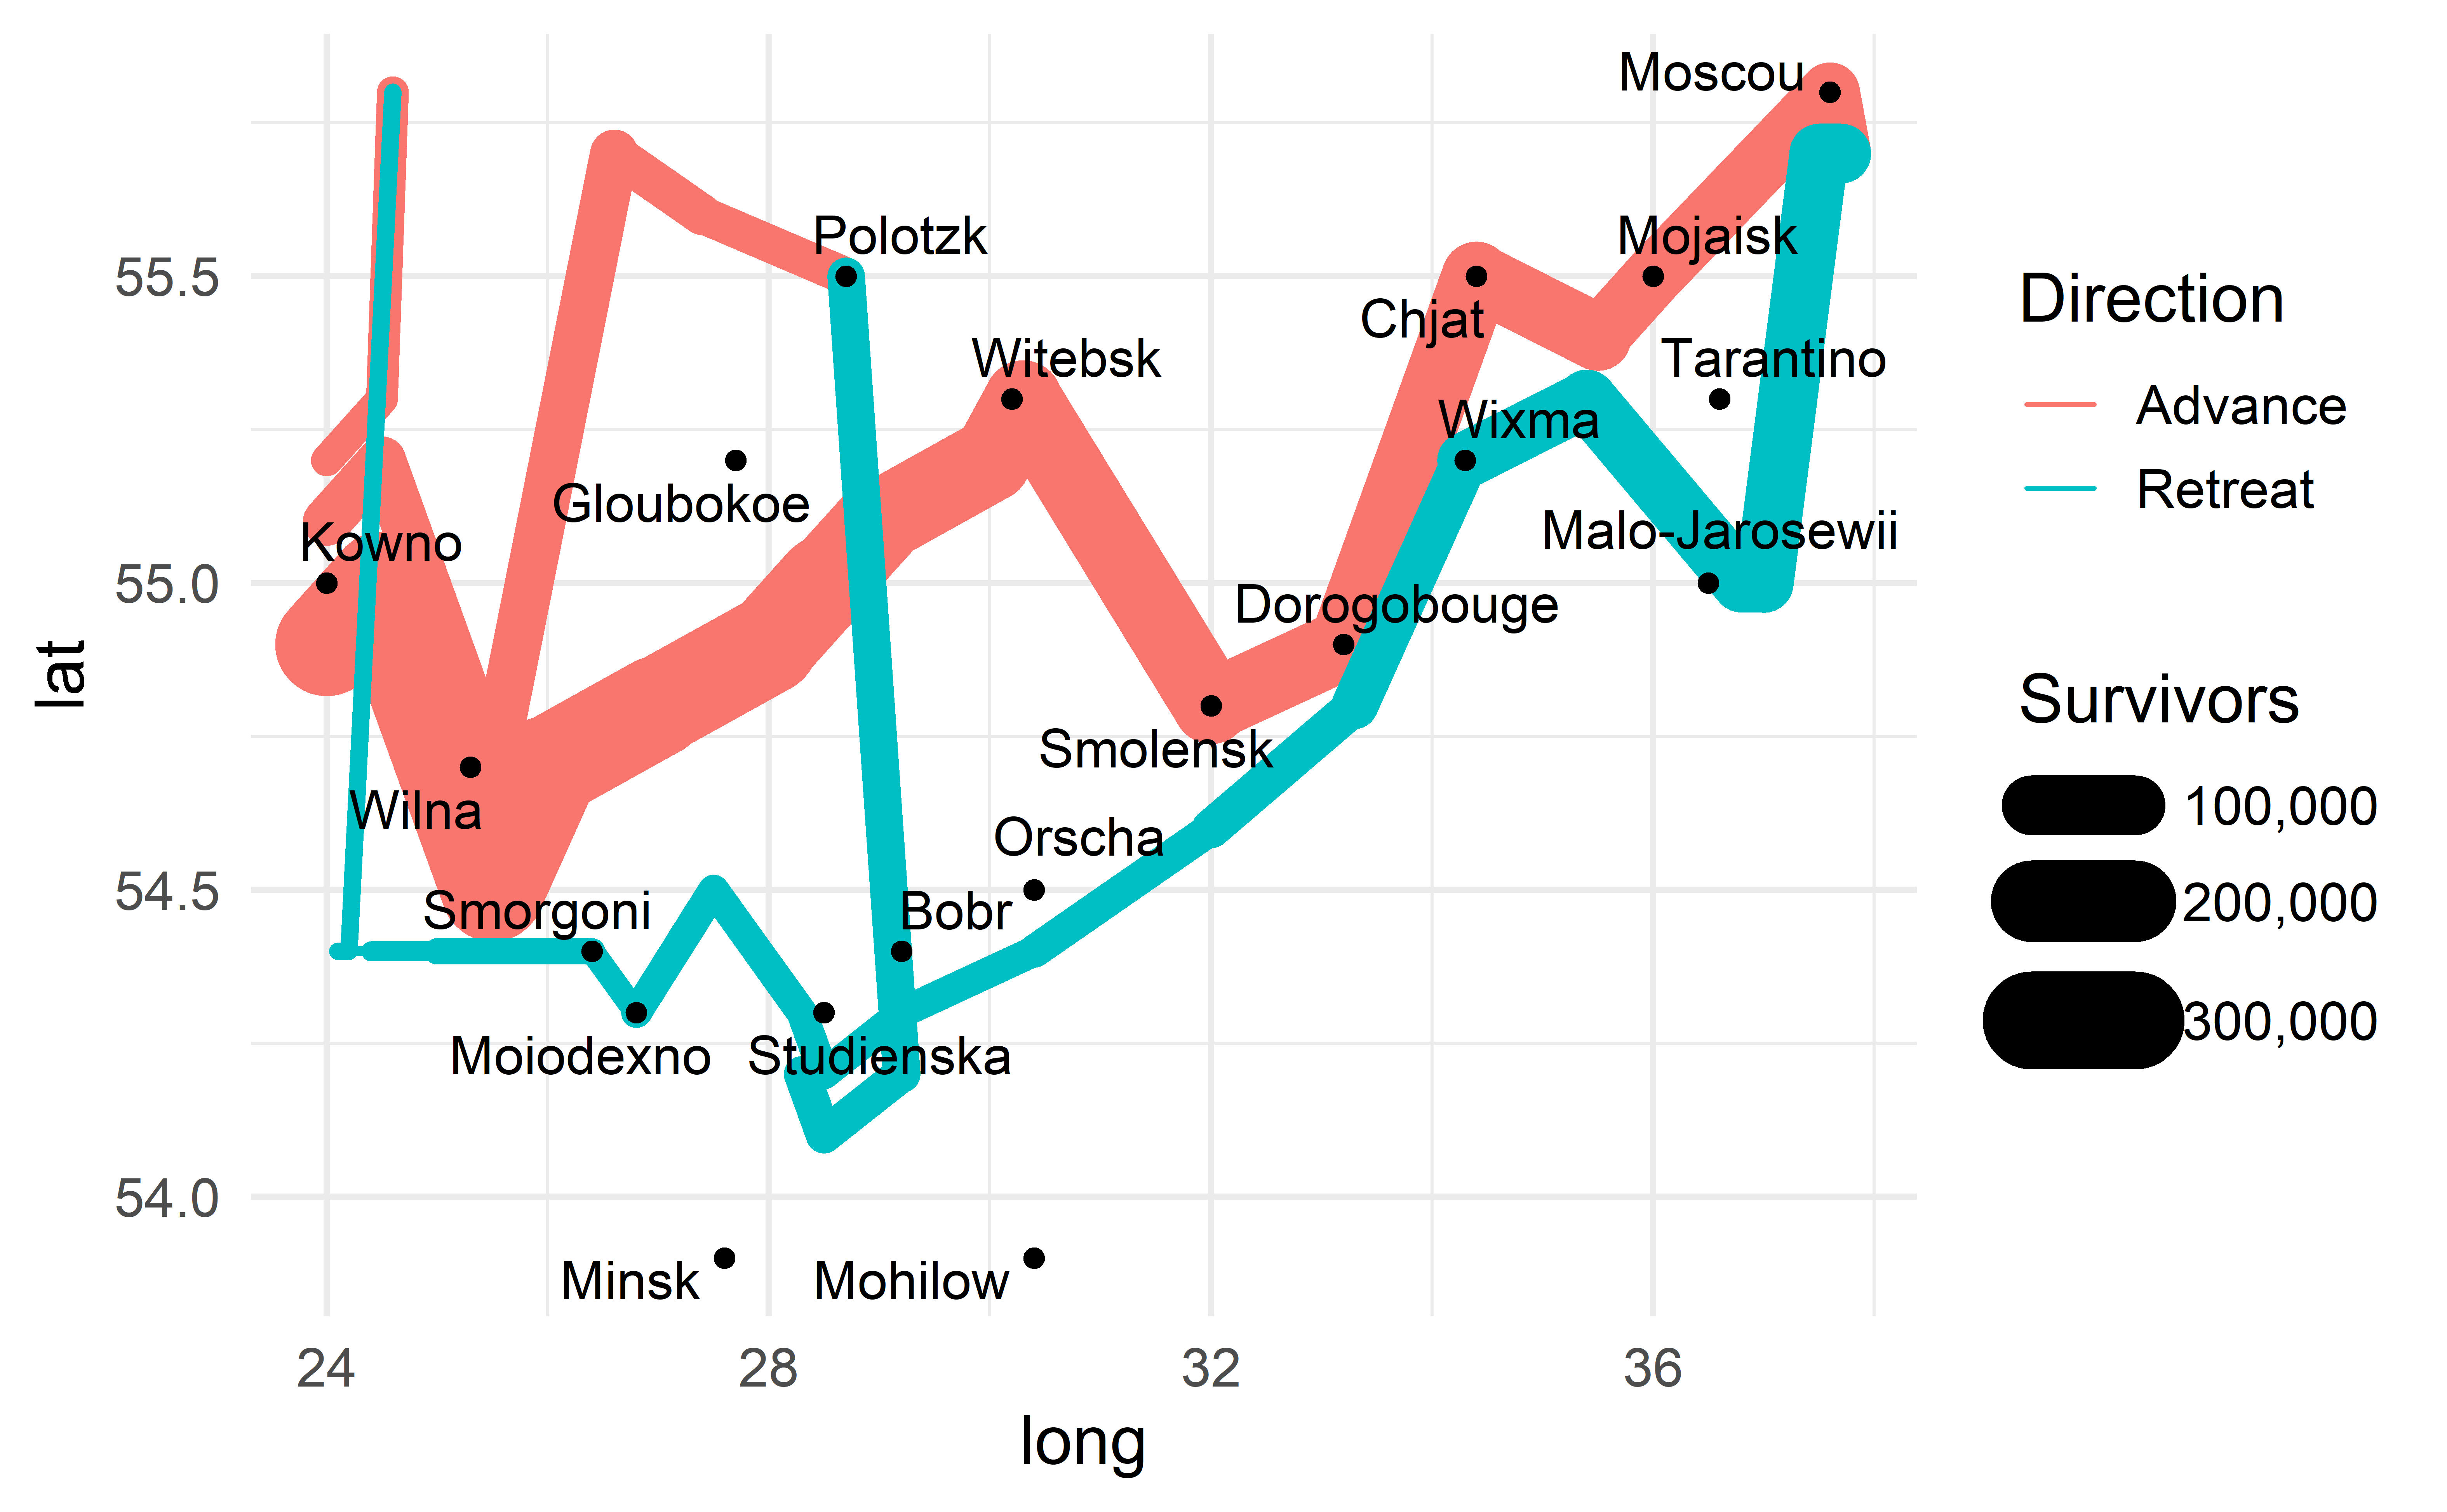 Moscou
Polotzk
Mojaisk
55.5
Direction
Chjat
Witebsk
Tarantino
Advance
Wixma
Gloubokoe
Retreat
Malo-Jarosewii
Kowno
55.0
Dorogobouge
lat
Survivors
Smolensk
Wilna
100,000
Orscha
54.5
Smorgoni
Bobr
200,000
300,000
Moiodexno
Studienska
54.0
Minsk
Mohilow
24
28
32
36
long